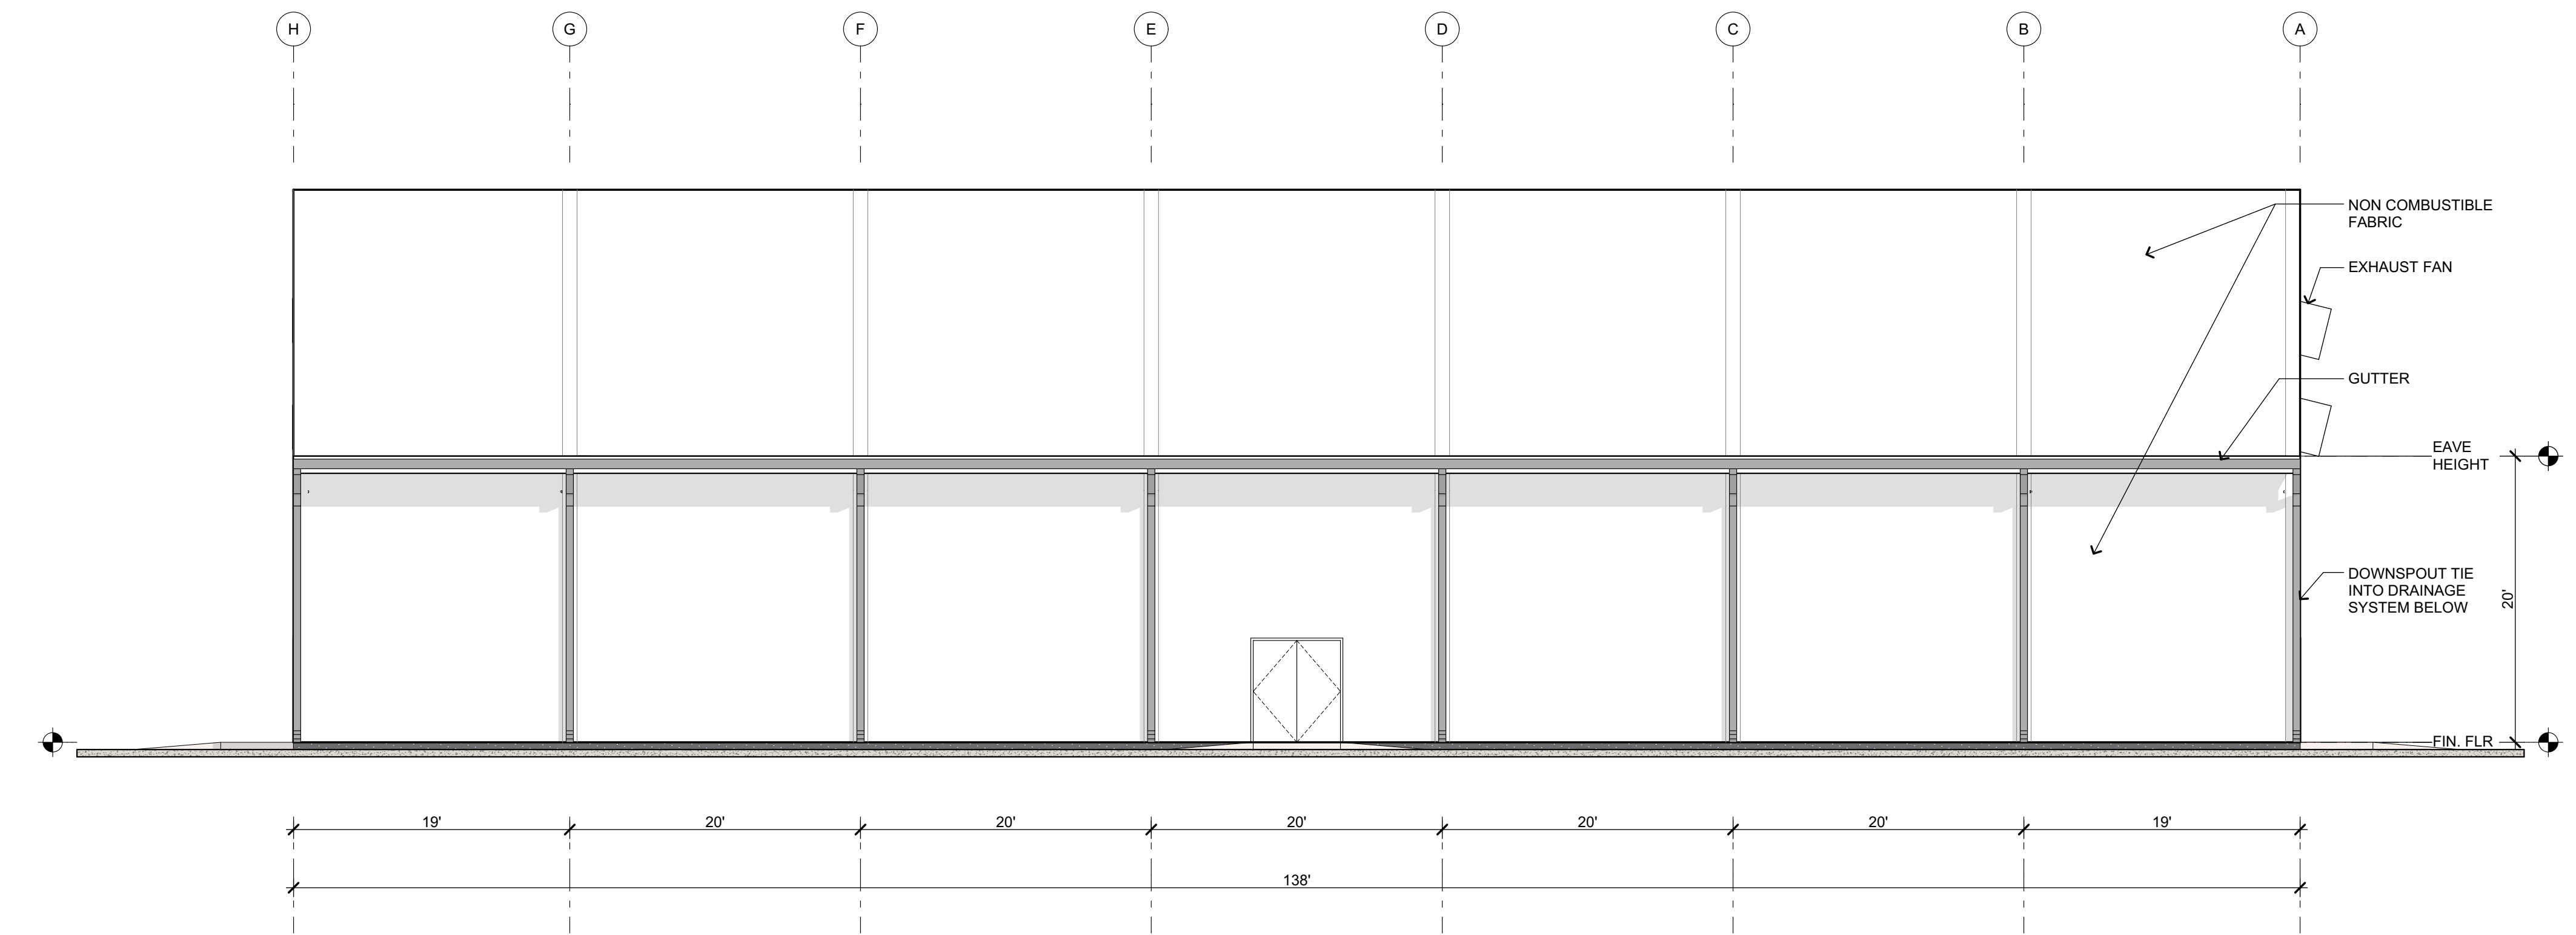 H G F E D C B A
NON COMBUSTIBLE
FABRIC
EXHAUST FAN
GUTTER
EAVE
HEIGHT
DOWNSPOUT TIE
INTO DRAINAGE
SYSTEM BELOW
20'
FIN. FLR
19' 20' 20' 20' 20' 20' 19'
138'